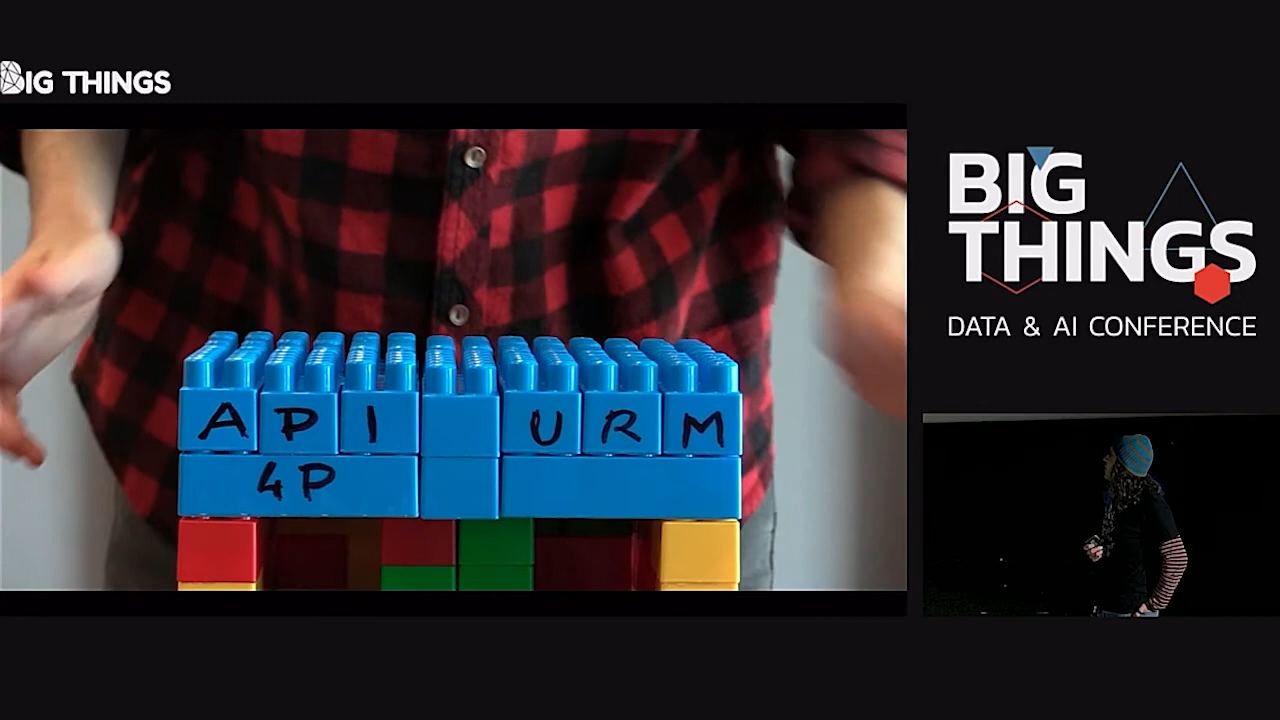 BIG THINGS
API URM
4P
BIG
THINGS
DATA & AI CONFERENCE